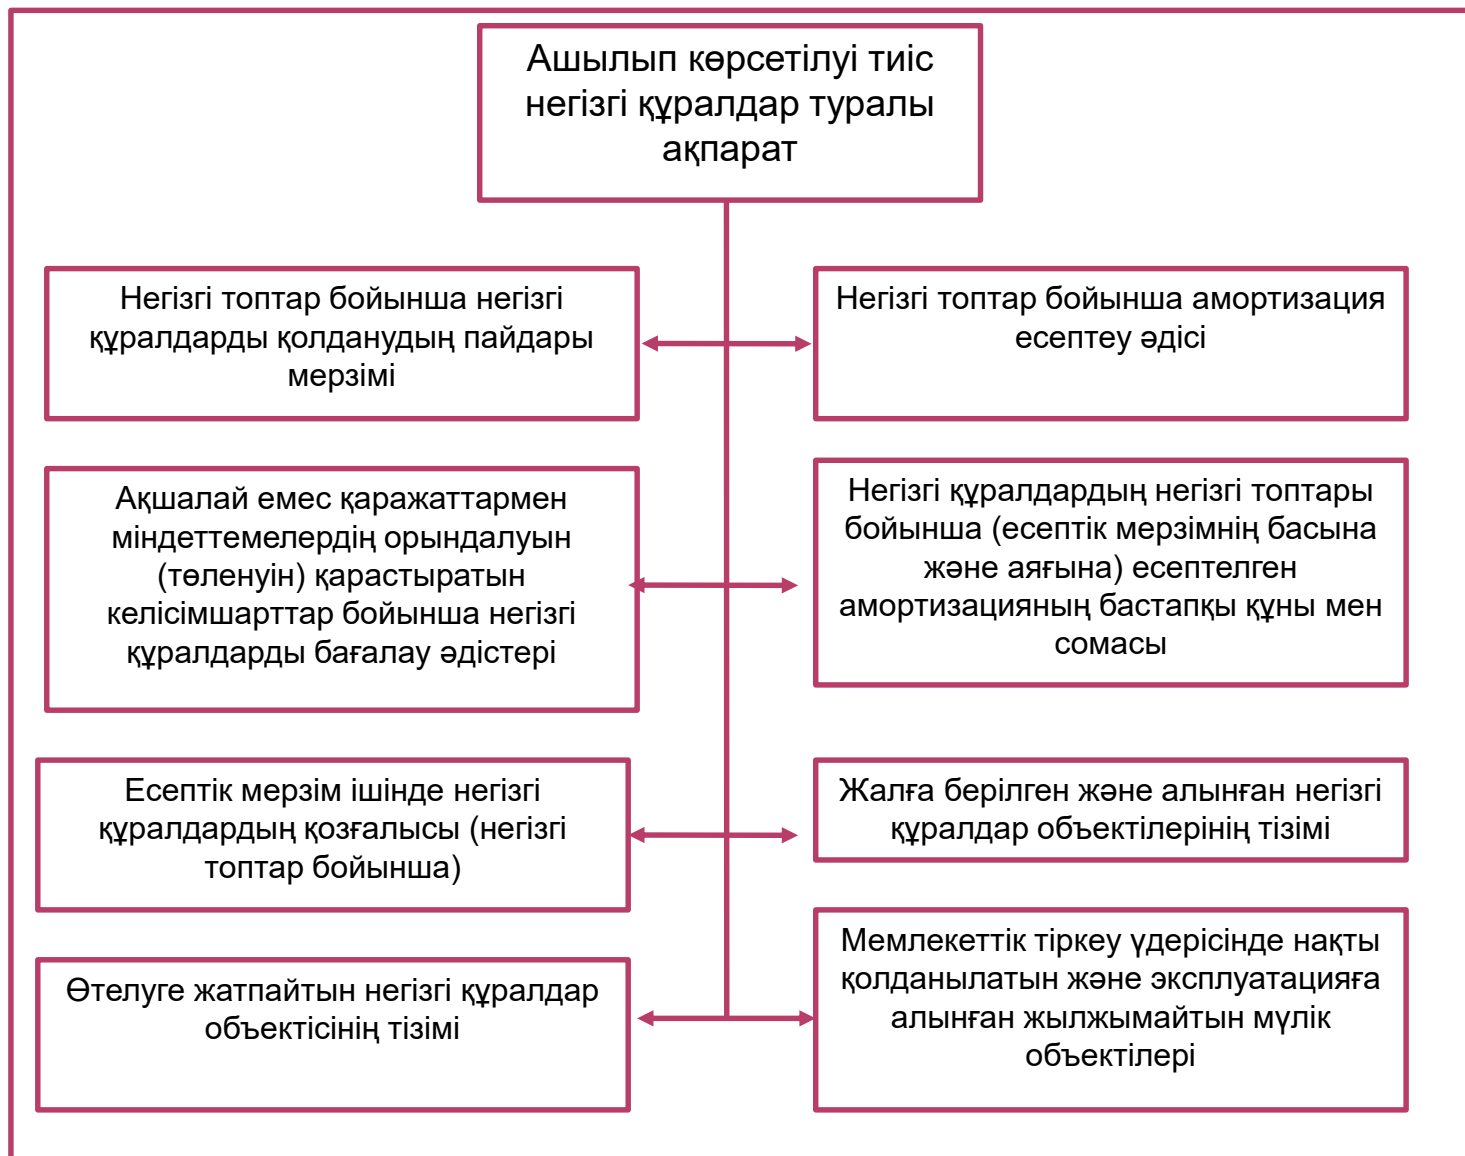 Ашылып көрсетілуі тиіс
негізгі құралдар туралы
ақпарат
Негізгі топтар бойынша негізгі
құралдарды қолданудың пайдары
мерзімі
Негізгі топтар бойынша амортизация
есептеу әдісі
Ақшалай емес қаражаттармен
міндеттемелердің орындалуын
(төленуін) қарастыратын
келісімшарттар бойынша негізгі
құралдарды бағалау әдістері
Негізгі құралдардың негізгі топтары
бойынша (есептік мерзімнің басына
және аяғына) есептелген
амортизацияның бастапқы құны мен
сомасы
Есептік мерзім ішінде негізгі
құралдардың қозғалысы (негізгі
топтар бойынша)
Жалға берілген және алынған негізгі
құралдар объектілерінің тізімі
Өтелуге жатпайтын негізгі құралдар
объектісінің тізімі
Мемлекеттік тіркеу үдерісінде нақты
қолданылатын және эксплуатацияға
алынған жылжымайтын мүлік
объектілері